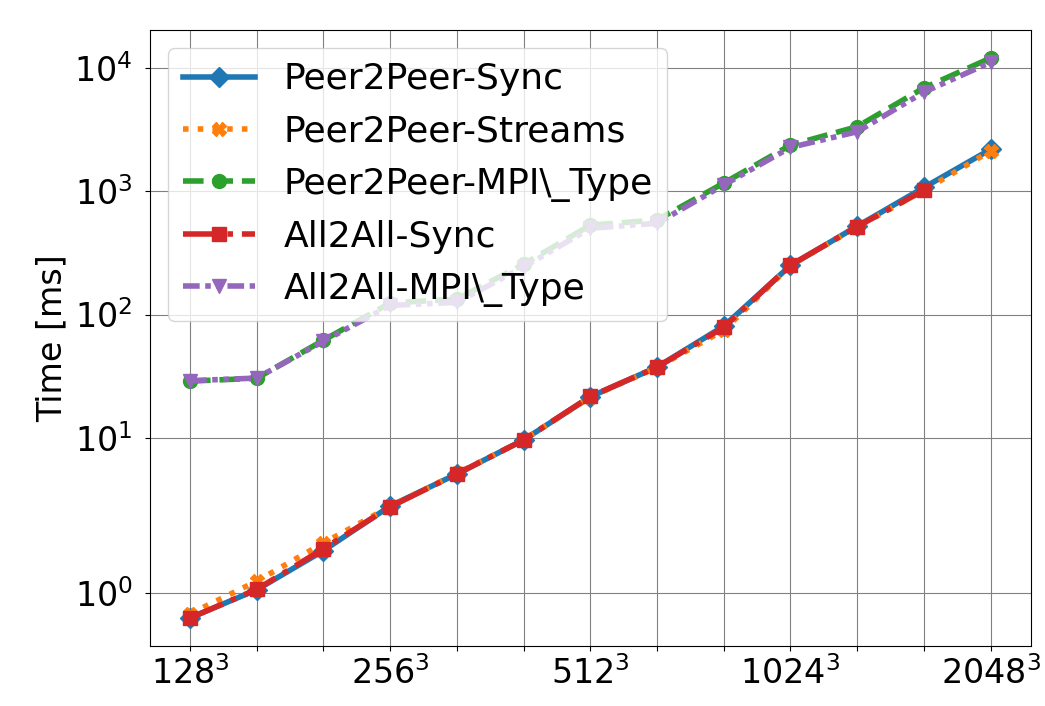 10⁴
10³
10²
10¹
10⁰
Time [ms]
Peer2Peer-Sync
Peer2Peer-Streams
Peer2Peer-MPI\_Type
All2All-Sync
All2All-MPI\_Type
128³ 256³ 512³ 1024³ 2048³